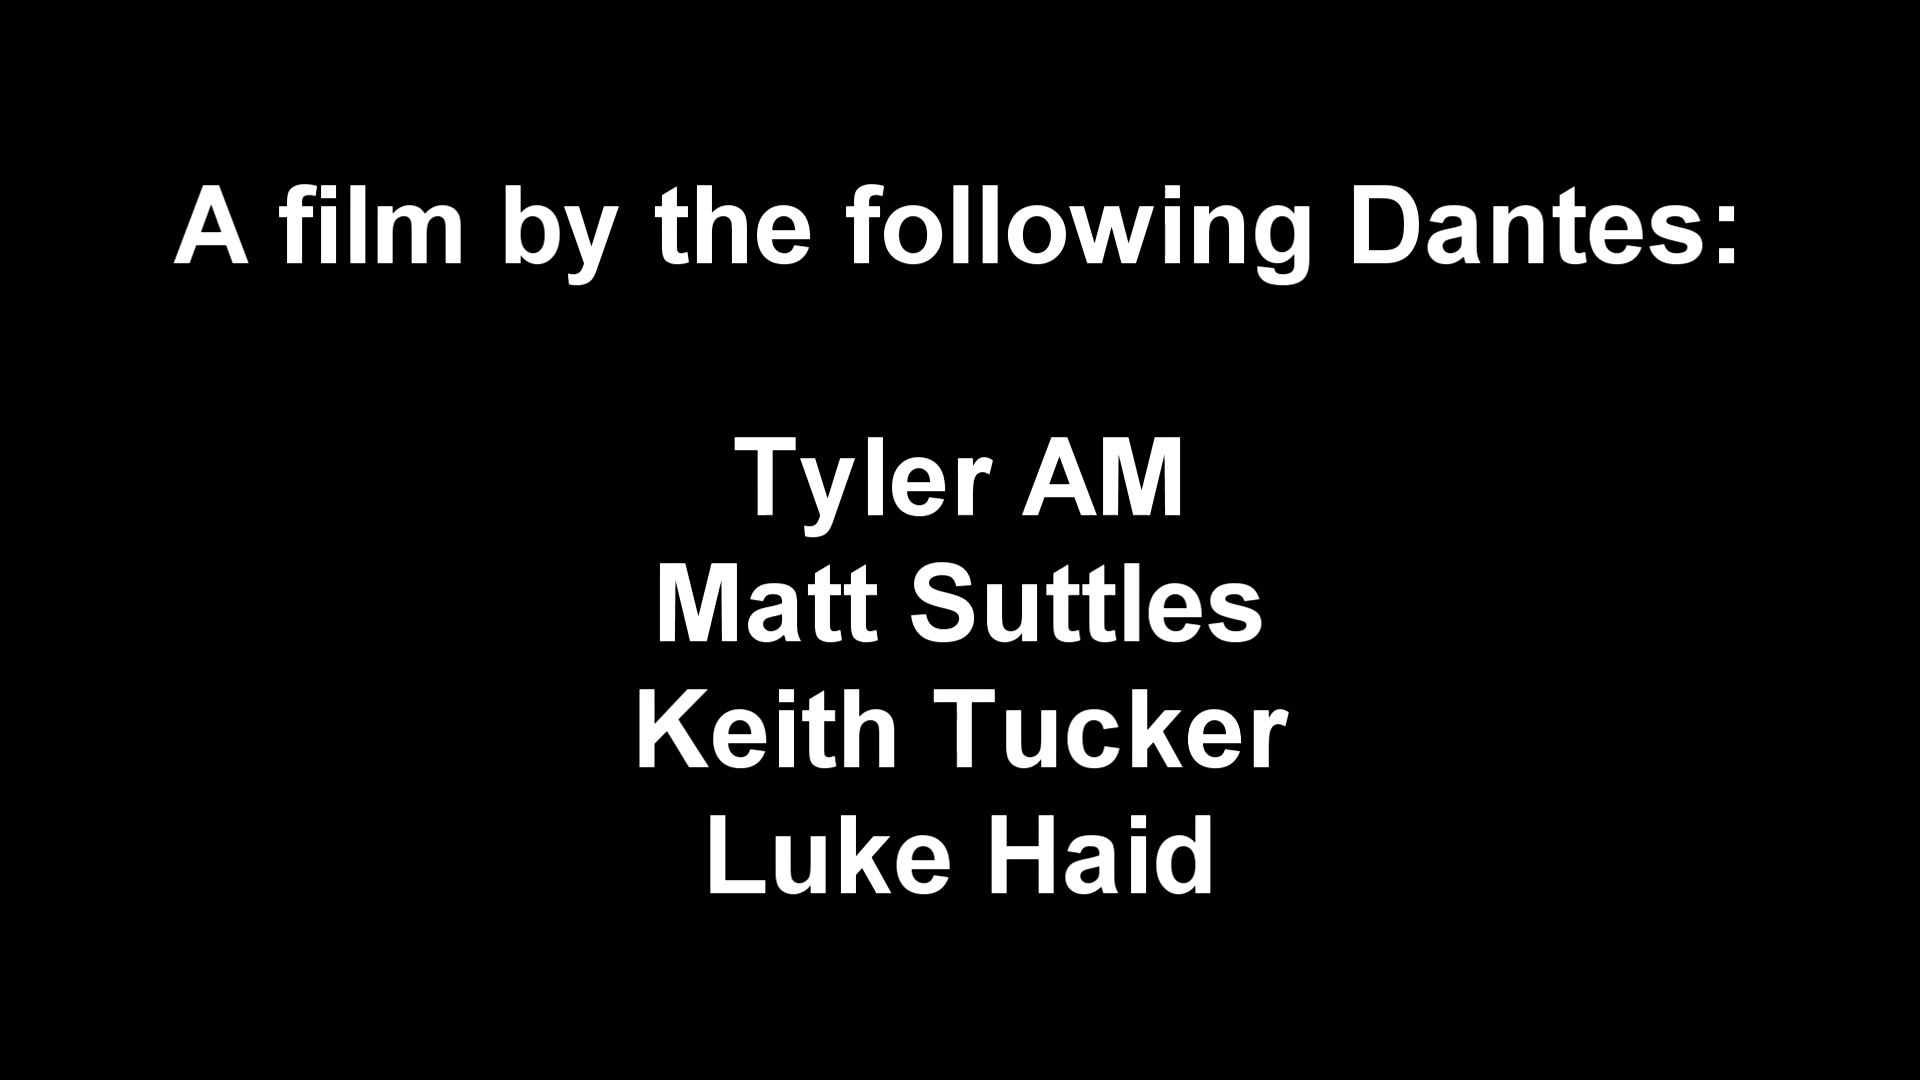 A film by the following Dantes:
Tyler AM
Matt Suttles
Keith Tucker
Luke Haid